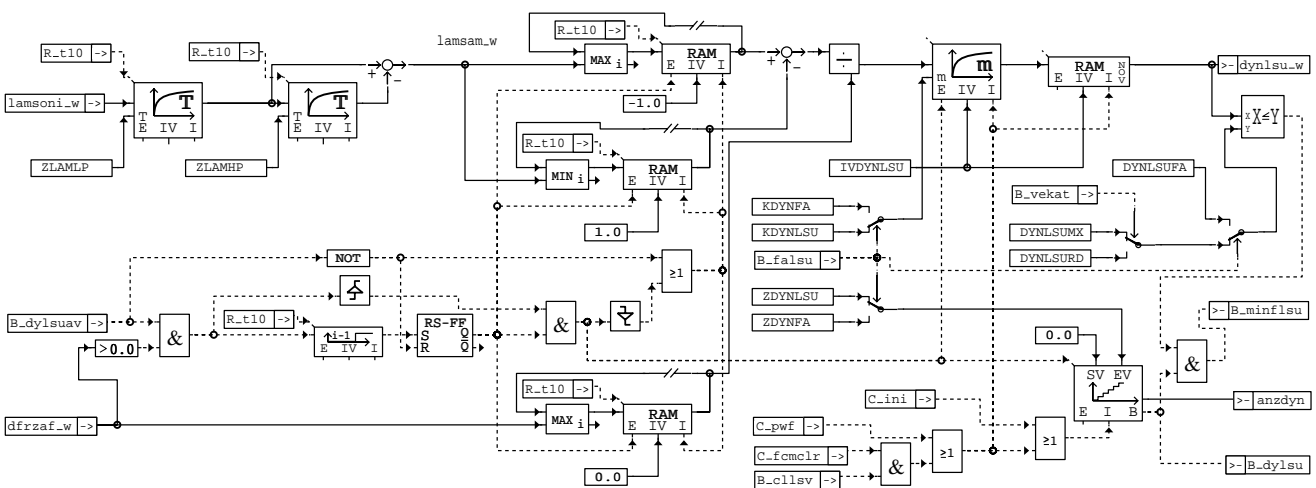 R_t10 ->
R_t10 ->
lamsam_w
R_t10 ->
MAX i
RAM
E IV I
+
−
-1.0
÷
m
m
E IV I
RAM
E IV I
NOV
>- dynlsu_w
lamsoni_w ->
T
T
E IV I
T
T
E IV I
+
−
X≤Y
X
Y
ZLAMLP
ZLAMHP
R_t10 ->
MIN i
RAM
E IV I
1.0
IVDYNLSU
DYNLSUFA
B_vekat ->
KDYNFA
KDYNLSU
DYNLSUMX
DYNLSURD
B_falsu ->
NOT
≥1
ZDYNLSU
ZDYNFA
B_dylsuav ->
&
R_t10 ->
i-1
E IV I
RS-FF
S Q
R Q
&
>- B_minflsu
>0.0
0.0
&
SV EV
E I B
>- anzdyn
dfrzaf_w ->
R_t10 ->
MAX i
RAM
E IV I
0.0
C_ini ->
C_pwf ->
C_fcmclr ->
B_cllsv ->
&
≥1
≥1
>- B_dylsu